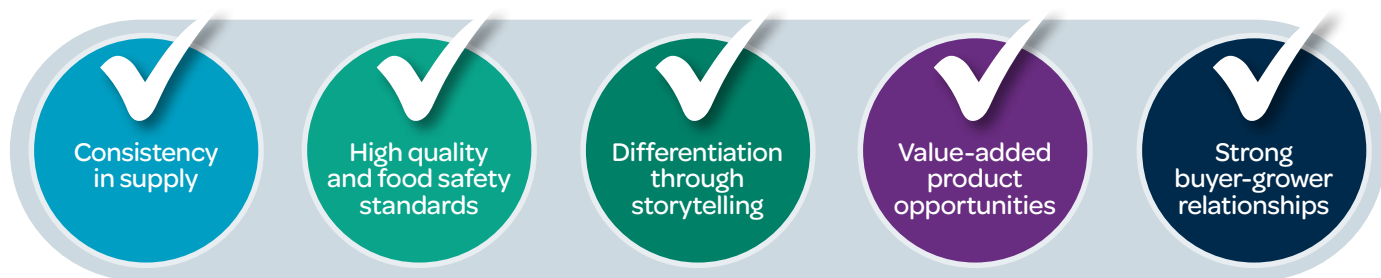 Consistency
in supply
High quality
and food safety
standards
Differentiation
through
storytelling
Value-added
product
opportunities
Strong
buyer-grower
relationships